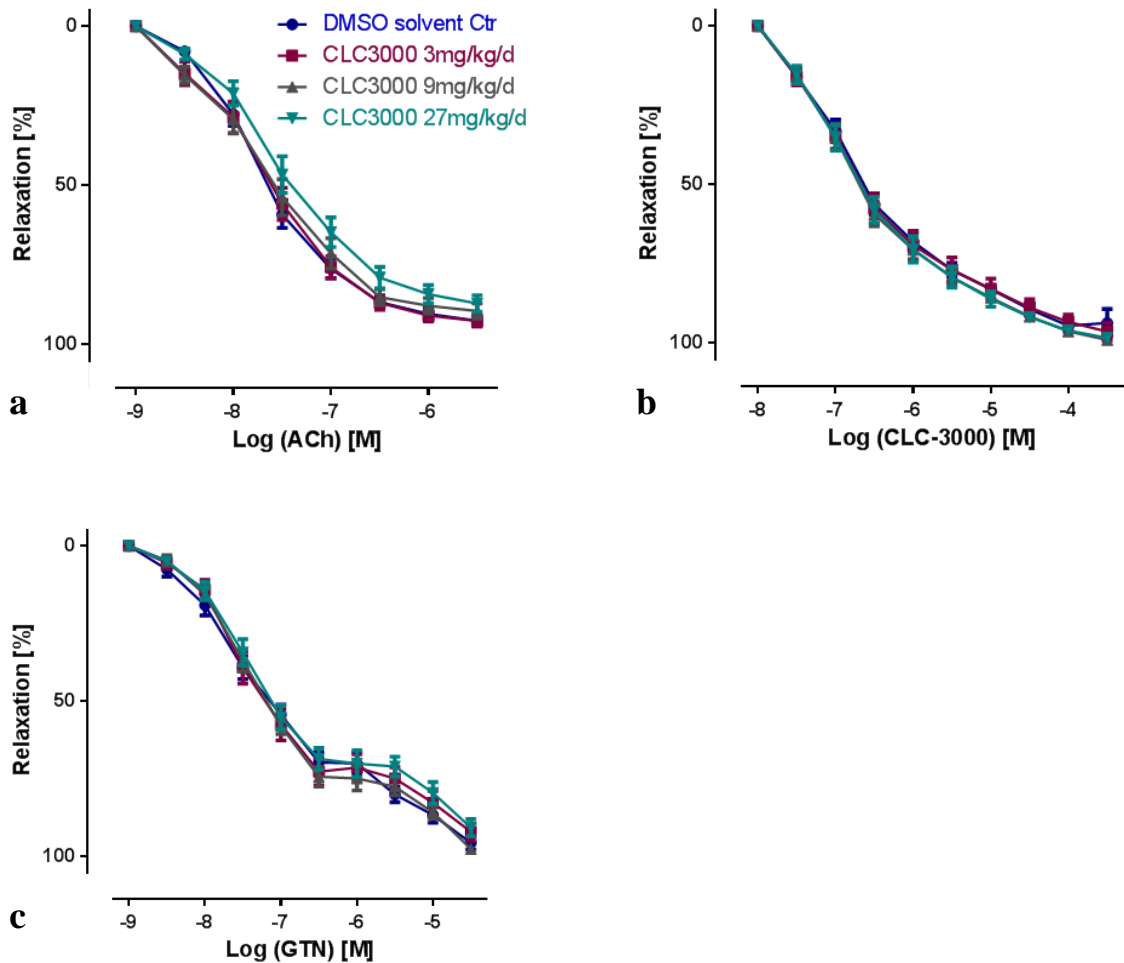 DMSO solvent Ctr
CLC3000 3mg/kg/d
CLC3000 9mg/kg/d
CLC3000 27mg/kg/d
Relaxation [%]
0
50
100
-9
-8
-7
-6
Log (ACh) [M]
a
Relaxation [%]
0
50
100
-8
-7
-6
-5
-4
Log (CLC-3000) [M]
b
Relaxation [%]
0
50
100
-9
-8
-7
-6
-5
Log (GTN) [M]
c